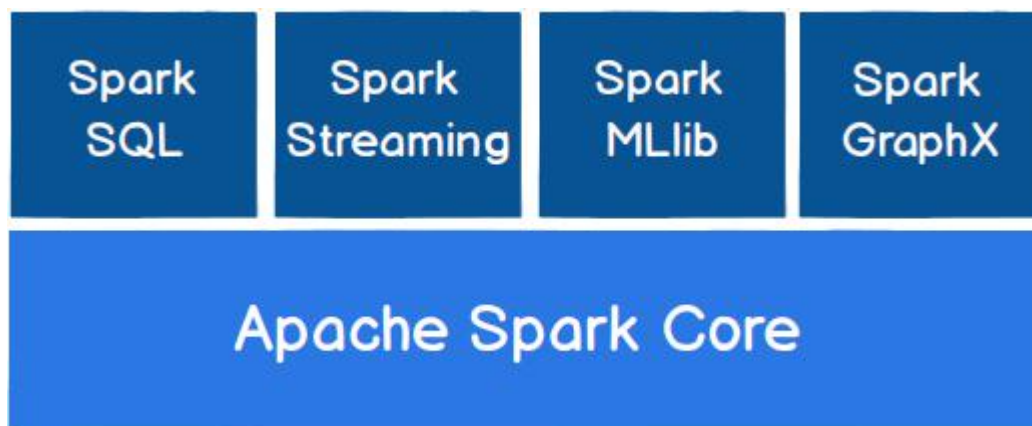 Spark
SQL
Spark
Streaming
Spark
MLlib
Spark
GraphX
Apache Spark Core